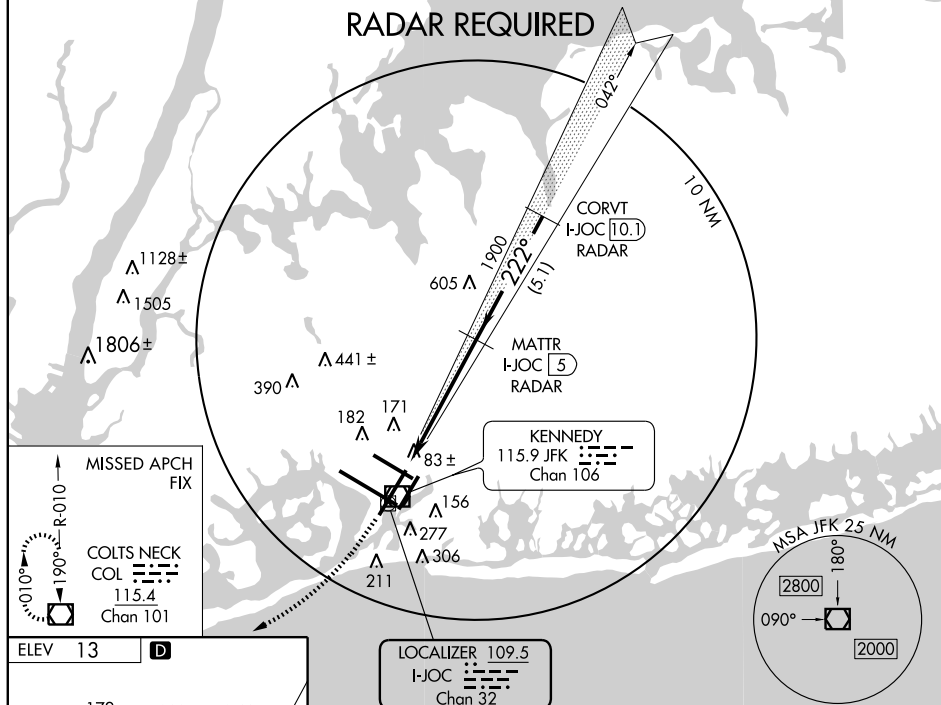 RADAR REQUIRED
042°
10 NM
CORVT
I-JOC 10.1
RADAR
1900
222°
(5.1)
605
1128±
1505
1806±
441±
390
MATTR
I-JOC 5
RADAR
182
171
83±
KENNEDY
115.9 JFK
Chan 106
156
277
306
211
MISSED APCH
FIX
R-010
010°
190°
COLTS NECK
COL
115.4
Chan 101
MSA JFK 25 NM
180°
2800
090°
2000
ELEV 13 D
LOCALIZER 109.5
I-JOC
Chan 32